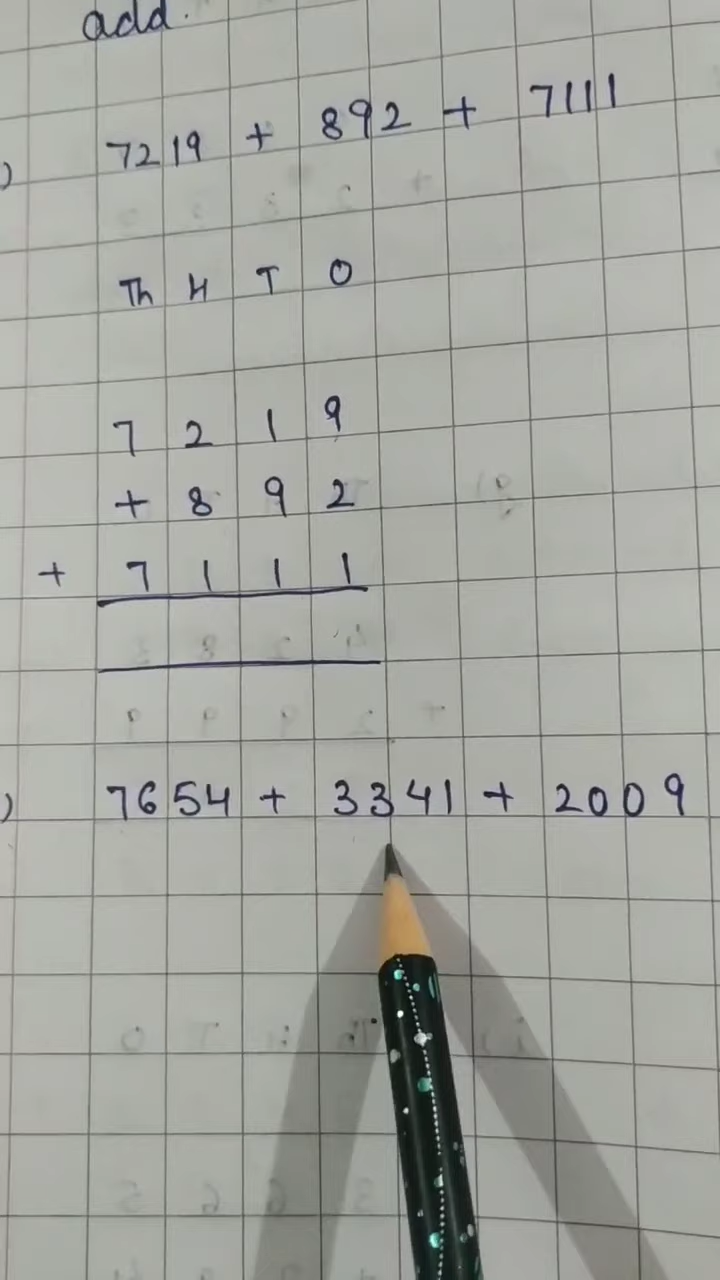 add.
) 7219 + 892 + 7111
Th H T O
7 2 1 9
+ 8 9 2
+ 7 1 1 1
) 7654 + 3341 + 2009